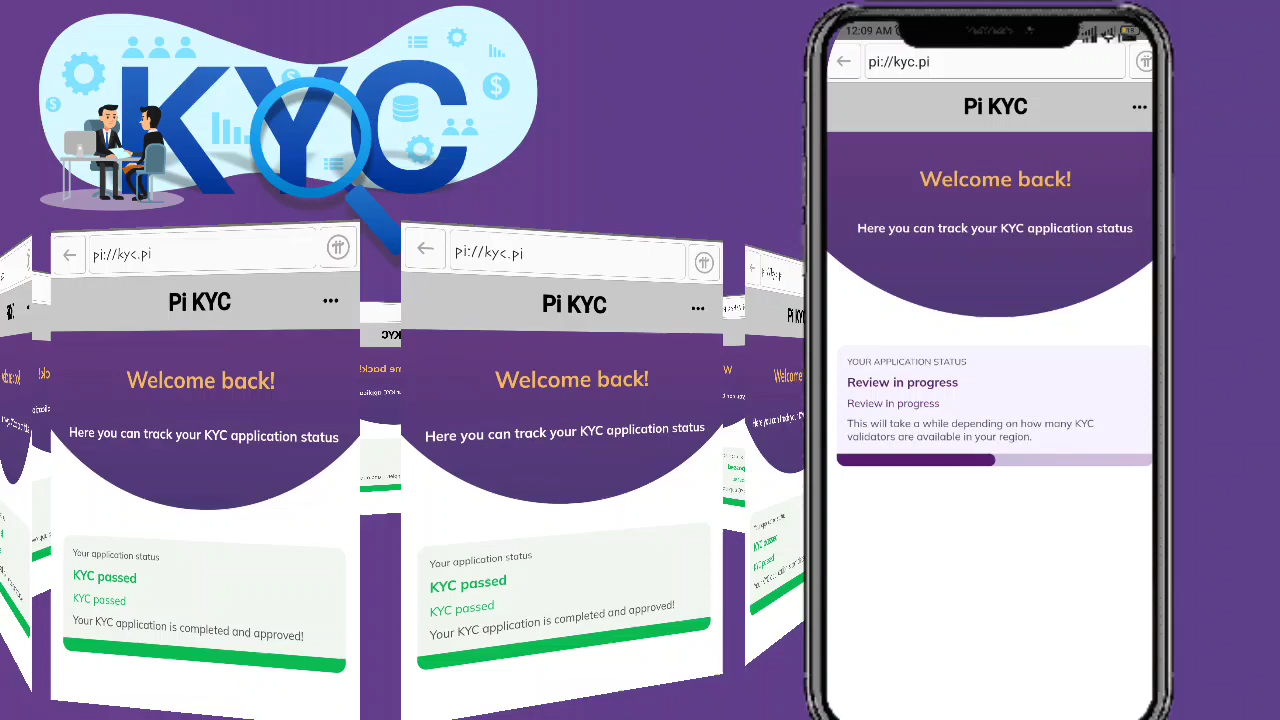 KYC
pi://kyc.pi
Pi KYC
Welcome back!
Here you can track your KYC application status
Your application status
KYC passed
KYC passed
Your KYC application is completed and approved!
pi://kyc.pi
Pi KYC
Welcome back!
Here you can track your KYC application status
Your application status
KYC passed
KYC passed
Your KYC application is completed and approved!
12:09 AM
pi://kyc.pi
Pi KYC
Welcome back!
Here you can track your KYC application status
YOUR APPLICATION STATUS
Review in progress
Review in progress
This will take a while depending on how many KYC
validators are available in your region.